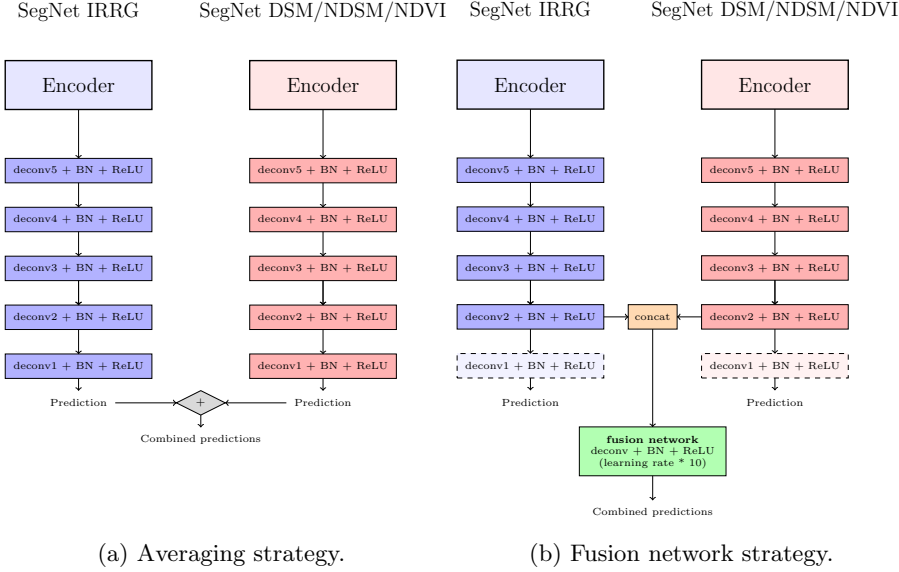 SegNet IRRG
SegNet DSM/NDSM/NDVI
Encoder
Encoder
deconv5 + BN + ReLU
deconv5 + BN + ReLU
deconv4 + BN + ReLU
deconv4 + BN + ReLU
deconv3 + BN + ReLU
deconv3 + BN + ReLU
deconv2 + BN + ReLU
deconv2 + BN + ReLU
deconv1 + BN + ReLU
deconv1 + BN + ReLU
Prediction
+
Prediction
Combined predictions
(a) Averaging strategy.
SegNet IRRG
SegNet DSM/NDSM/NDVI
Encoder
Encoder
deconv5 + BN + ReLU
deconv5 + BN + ReLU
deconv4 + BN + ReLU
deconv4 + BN + ReLU
deconv3 + BN + ReLU
deconv3 + BN + ReLU
deconv2 + BN + ReLU
concat
deconv2 + BN + ReLU
deconv1 + BN + ReLU
deconv1 + BN + ReLU
Prediction
Prediction
fusion network
deconv + BN + ReLU
(learning rate * 10)
Combined predictions
(b) Fusion network strategy.